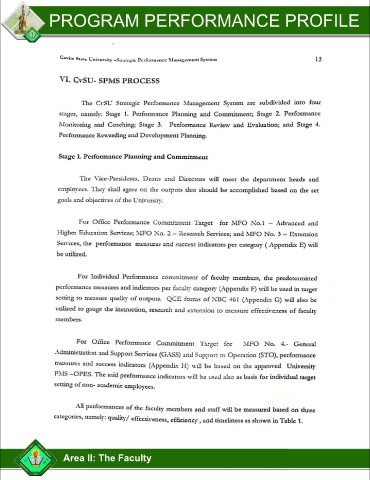 PROGRAM PERFORMANCE PROFILE
Cavite State University –Strategic Performance Management System 15
VI. CvSU- SPMS PROCESS
The CvSU Strategic Performance Management System are subdivided into four
stages, namely: Stage 1. Performance Planning and Commitment; Stage 2. Performance
Monitoring and Coaching; Stage 3. Performance Review and Evaluation; and Stage 4.
Performance Rewarding and Development Planning.
Stage 1. Performance Planning and Commitment
The Vice-Presidents, Deans and Directors will meet the department heads and
employees. They shall agree on the outputs that should be accomplished based on the set
goals and objectives of the University.
For Office Performance Commitment Target for MFO No.1 – Advanced and
Higher Education Services; MFO No. 2 – Research Services; and MFO No. 3 – Extension
Services, the performance measures and success indicators per category ( Appendix E) will
be utilized.
For Individual Performance commitment of faculty members, the predetermined
performance measures and indicators per faculty category (Appendix F) will be used in target
setting to measure quality of outputs. QCE forms of NBC 461 (Appendix G) will also be
utilized to gauge the instruction, research and extension to measure effectiveness of faculty
members.
For Office Performance Commitment Target for MFO No. 4.- General
Administration and Support Services (GASS) and Support to Operation (STO), performance
measures and success indicators (Appendix H) will be based on the approved University
PMS –OPES. The said performance indicators will be used also as basis for individual target
setting of non- academic employees.
All performances of the faculty members and staff will be measured based on three
categories, namely: quality/ effectiveness, efficiency , and timeliness as shown in Table 1.
Area II: The Faculty